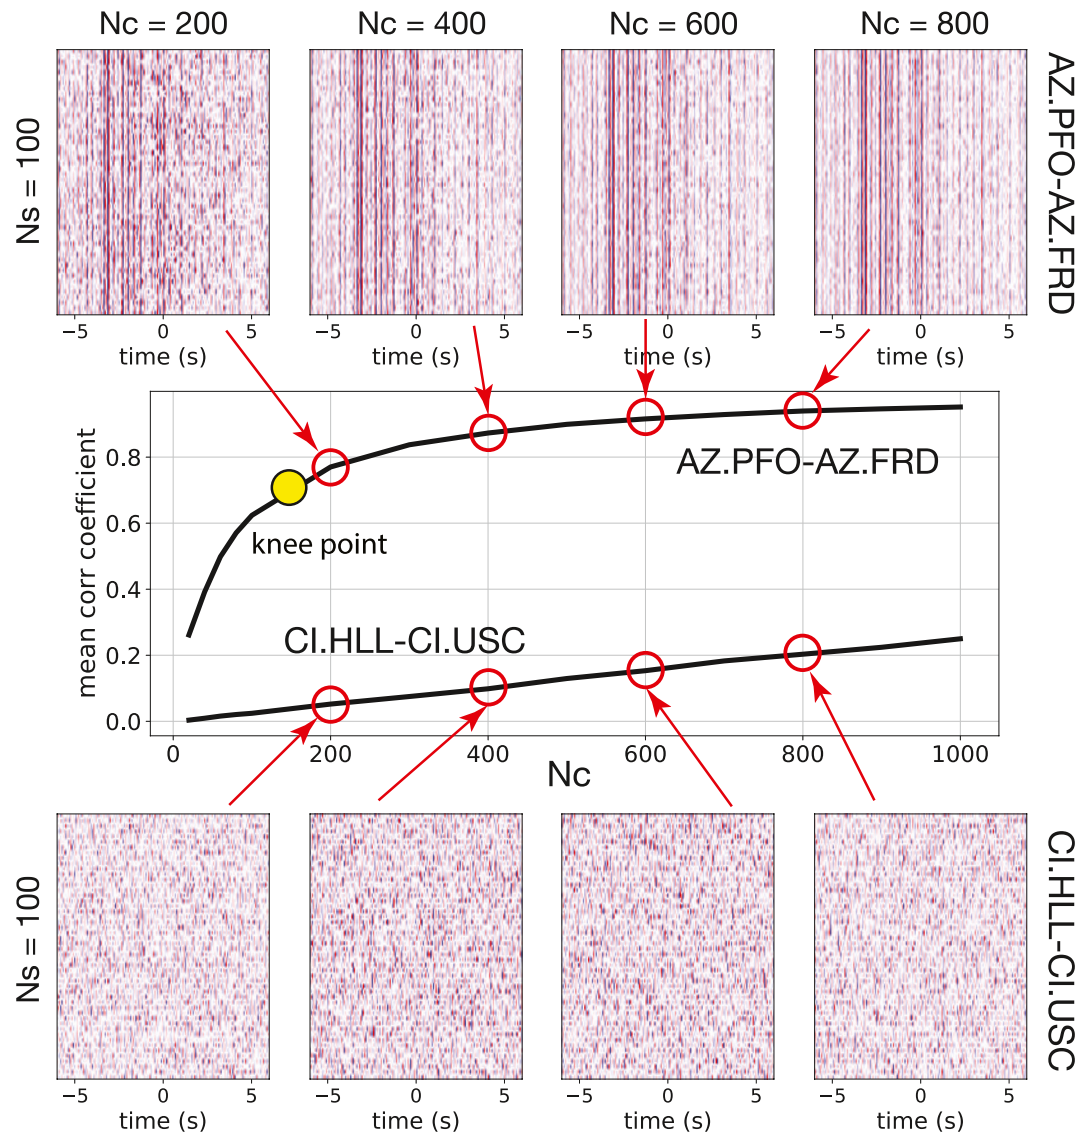 Nc = 200
Nc = 400
Nc = 600
Nc = 800
Ns = 100
AZ.PFO-AZ.FRD
−5 0 5
−5 0 5
−5 0 5
−5 0 5
time (s)
time (s)
time (s)
time (s)
mean corr coefficient
0.8
0.6
0.4
0.2
0.0
AZ.PFO-AZ.FRD
knee point
CI.HLL-CI.USC
0 200 400 600 800 1000
Nc
Ns = 100
CI.HLL-CI.USC
−5 0 5
−5 0 5
−5 0 5
−5 0 5
time (s)
time (s)
time (s)
time (s)